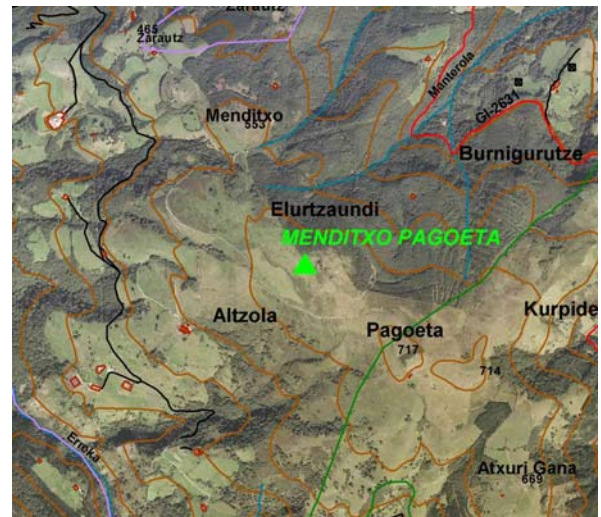 Zarautz
465
Zarautz
Menditxo
553
Manterola
GI-2631
Burnigurutze
Elurtzaundi
MENDITXO PAGOETA
Altzola
Kurpide
Pagoeta
717
714
Erreka
Atxuri Gana
669